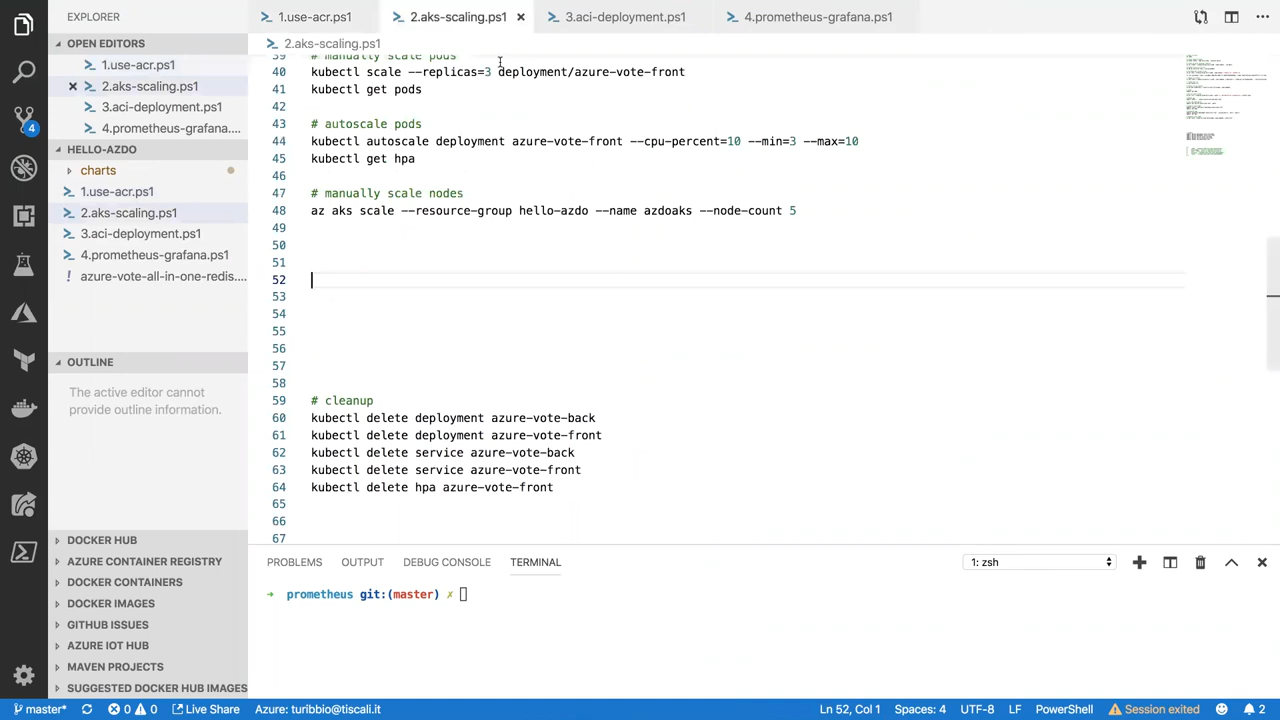 EXPLORER
1.use-acr.ps1
2.aks-scaling.ps1
3.aci-deployment.ps1
4.prometheus-grafana.ps1
OPEN EDITORS
1.use-acr.ps1
2.aks-scaling.ps1
3.aci-deployment.ps1
4.prometheus-grafana....
HELLO-AZDO
charts
1.use-acr.ps1
2.aks-scaling.ps1
3.aci-deployment.ps1
4.prometheus-grafana.ps1
! azure-vote-all-in-one-redis....
4
OUTLINE
The active editor cannot
provide outline information.
DOCKER HUB
AZURE CONTAINER REGISTRY
DOCKER CONTAINERS
DOCKER IMAGES
GITHUB ISSUES
AZURE IOT HUB
MAVEN PROJECTS
SUGGESTED DOCKER HUB IMAGES
2.aks-scaling.ps1
39 # manually scale pods
40 kubectl scale --replicas=3 deployment/azure-vote-front
41 kubectl get pods
42
43 # autoscale pods
44 kubectl autoscale deployment azure-vote-front --cpu-percent=10 --min=3 --max=10
45 kubectl get hpa
46
47 # manually scale nodes
48 az aks scale --resource-group hello-azdo --name azdoaks --node-count 5
49
50
51
52
53
54
55
56
57
58
59 # cleanup
60 kubectl delete deployment azure-vote-back
61 kubectl delete deployment azure-vote-front
62 kubectl delete service azure-vote-back
63 kubectl delete service azure-vote-front
64 kubectl delete hpa azure-vote-front
65
66
67
PROBLEMS OUTPUT DEBUG CONSOLE TERMINAL
1: zsh
➜ prometheus git:(master) ✗
master* 0 0 Live Share Azure: turibbio@tiscali.it Ln 52, Col 1 Spaces: 4 UTF-8 LF PowerShell Session exited 2